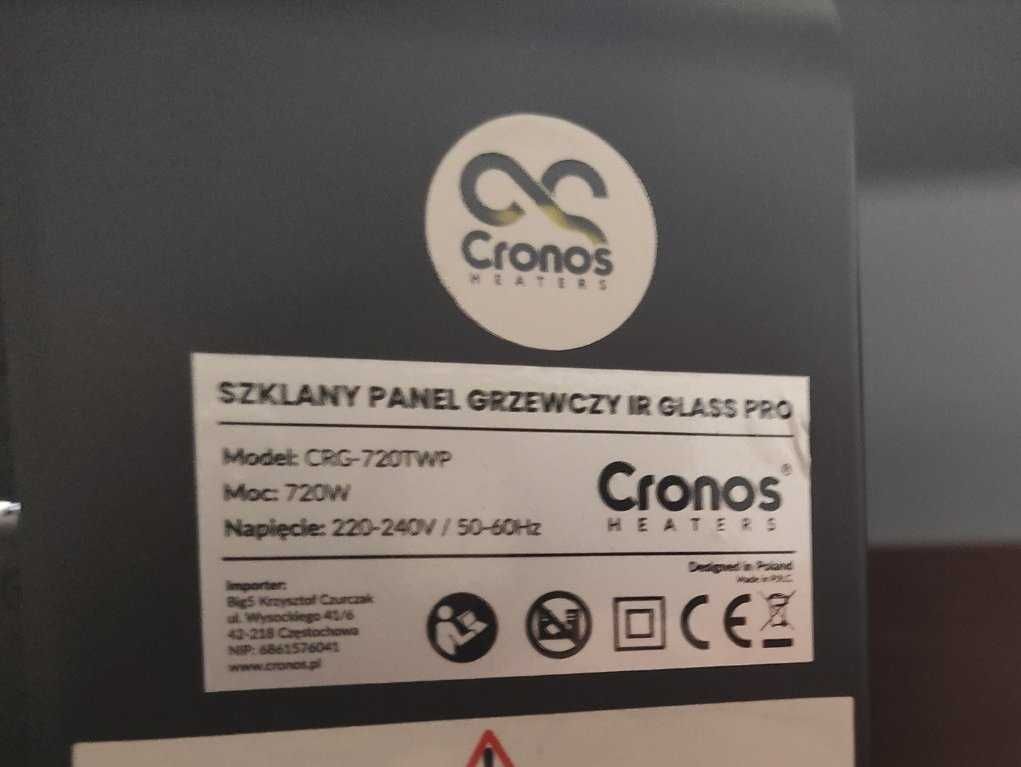 Cronos
HEATERS
SZKLANY PANEL GRZEWCZY IR GLASS PRO
Model: CRG-720TWP
Moc: 720W
Napięcie: 220-240V / 50-60Hz
Cronos®
HEATERS
Designed in Poland
Made in P.R.C.
Importer:
Big5 Krzysztof Czurczak
ul. Wysockiego 41/6
42-218 Częstochowa
NIP: 6861576041
www.cronos.pl
CE